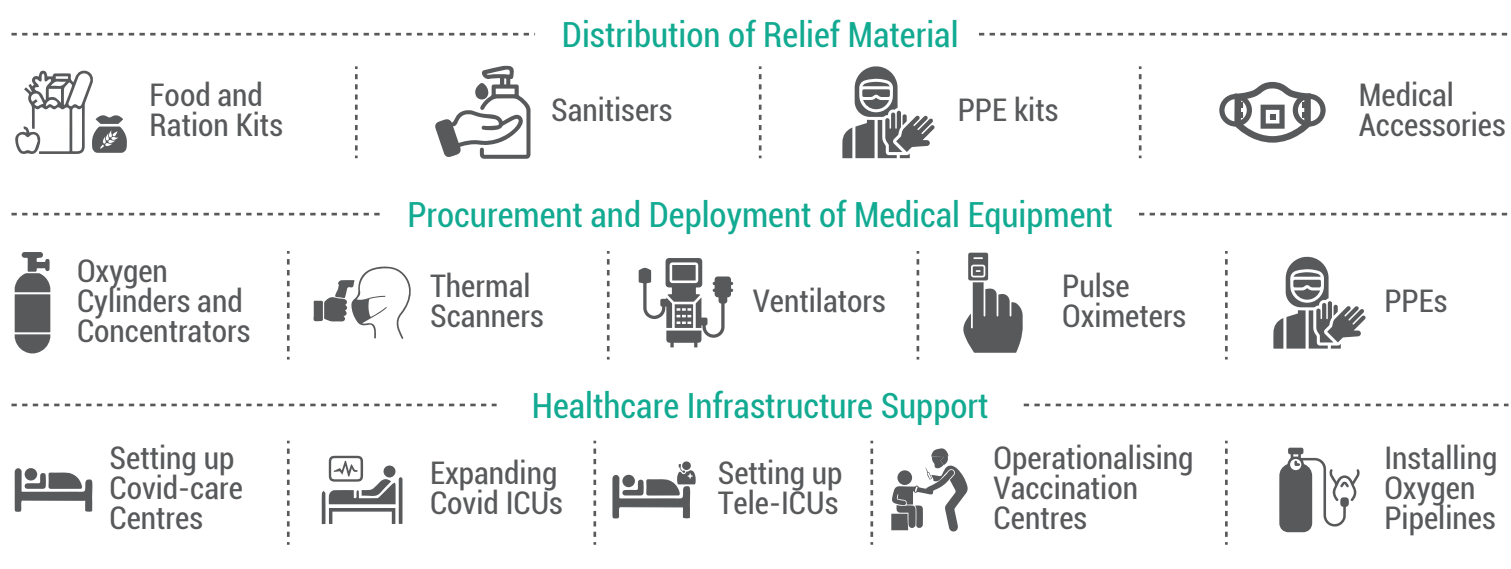 Distribution of Relief Material
Food and
Ration Kits
Sanitisers
PPE kits
Medical
Accessories
Procurement and Deployment of Medical Equipment
Oxygen
Cylinders and
Concentrators
Thermal
Scanners
Ventilators
Pulse
Oximeters
PPEs
Healthcare Infrastructure Support
Setting up
Covid-care
Centres
Expanding
Covid ICUs
Setting up
Tele-ICUs
Operationalising
Vaccination
Centres
Installing
Oxygen
Pipelines